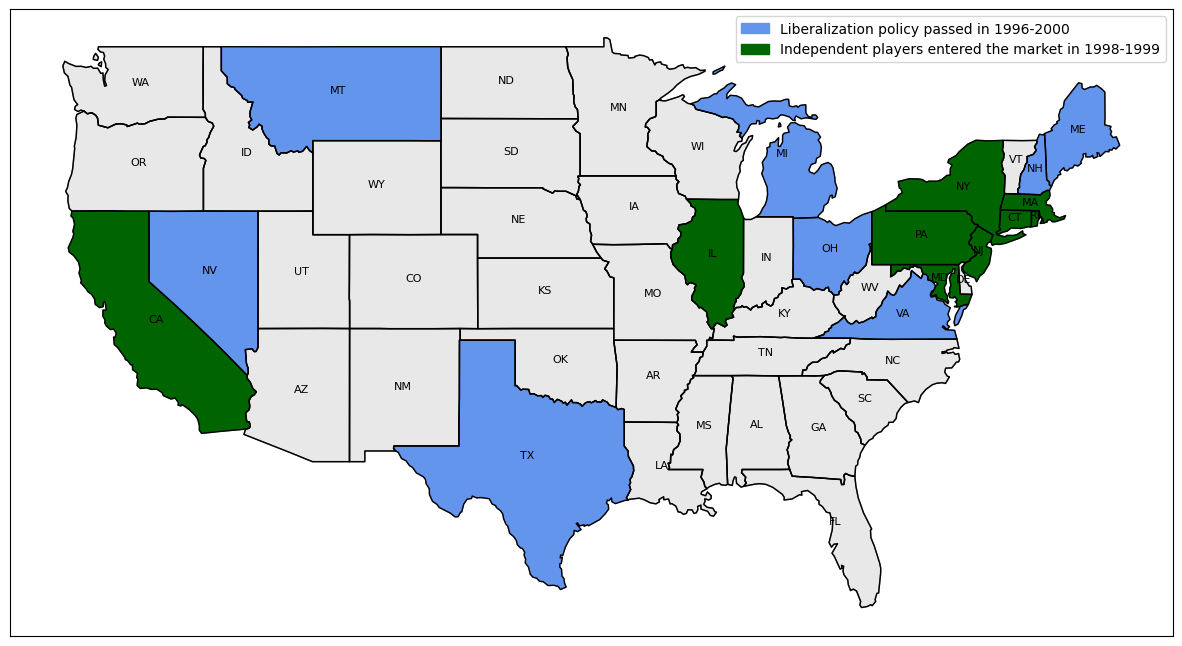 Liberalization policy passed in 1996-2000
Independent players entered the market in 1998-1999
WA
MT
ND
MN
ME
OR
ID
SD
WI
MI
VT
NH
WY
NY
MA
NE
IA
CT
RI
PA
NV
UT
CO
IL
IN
OH
NJ
MD
DE
KS
MO
WV
CA
KY
VA
AZ
NM
OK
AR
TN
NC
SC
TX
LA
MS
AL
GA
FL